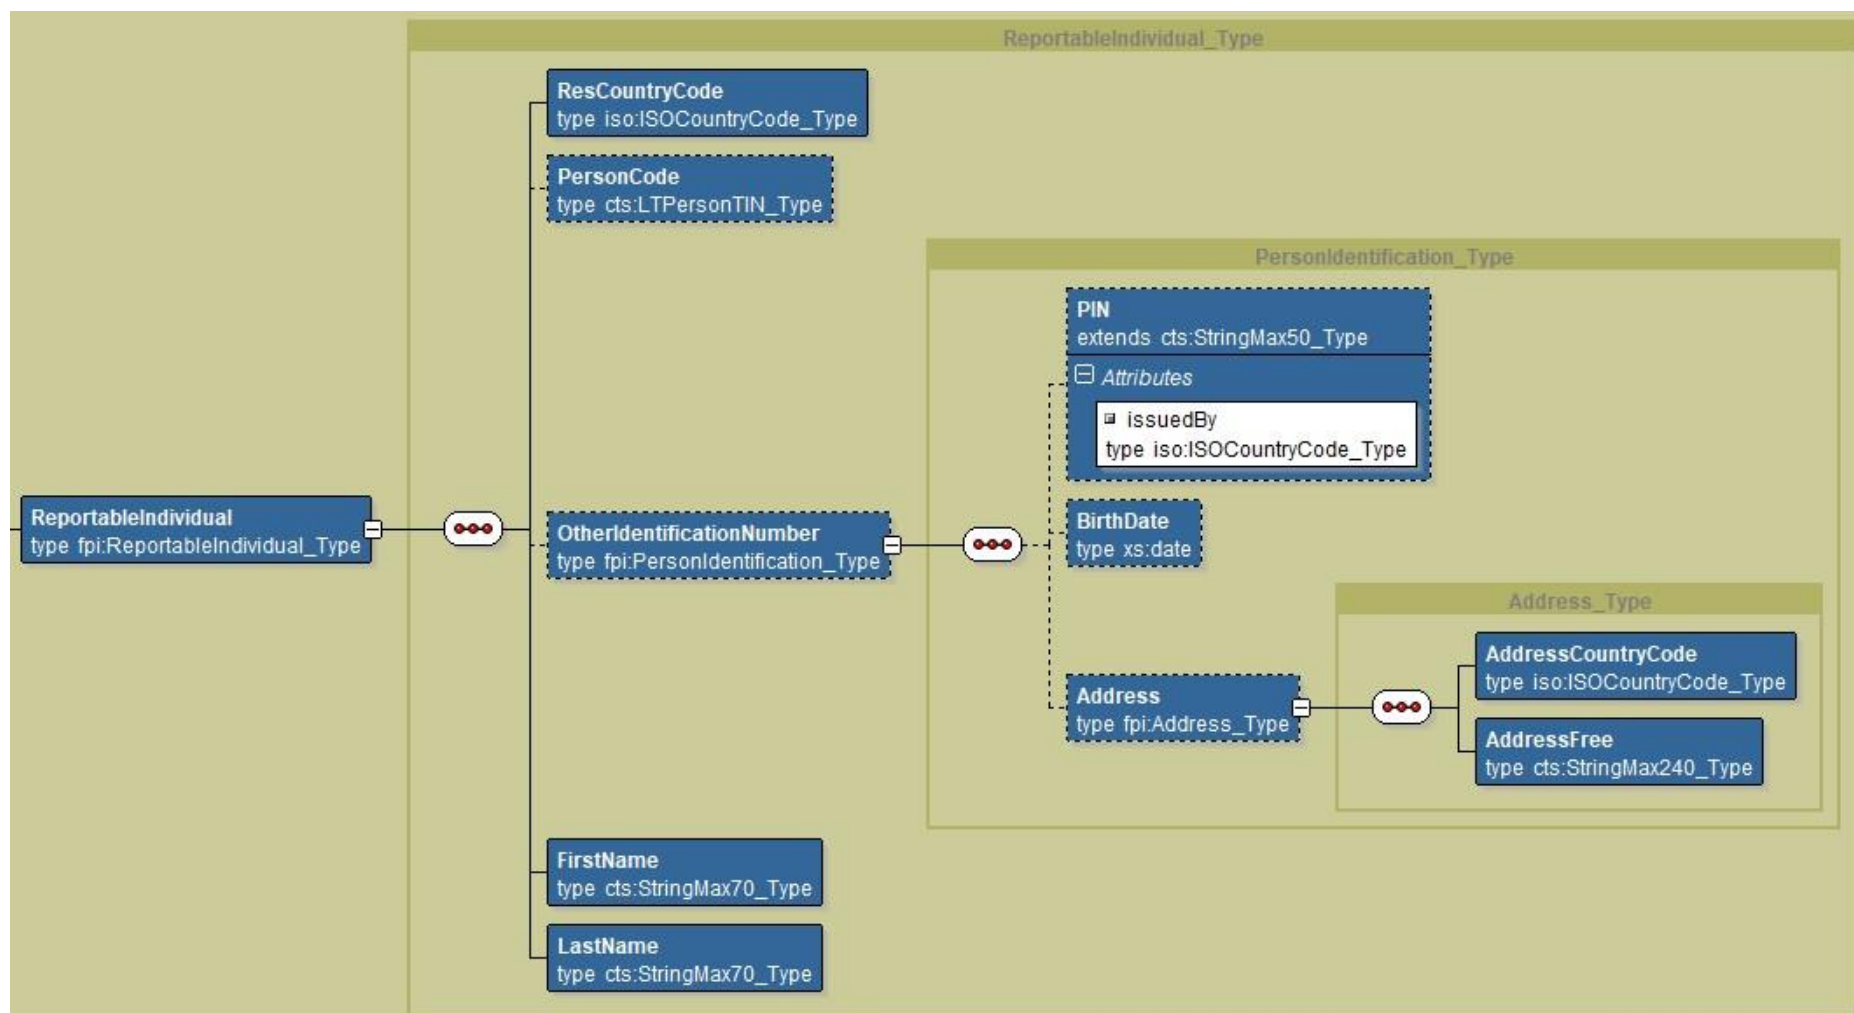 ReportableIndividual_Type
ResCountryCode
type iso:ISOCountryCode_Type
PersonCode
type cts:LTPersonTIN_Type
PersonIdentification_Type
PIN
extends cts:StringMax50_Type
Attributes
issuedBy
type iso:ISOCountryCode_Type
ReportableIndividual
type fpi:ReportableIndividual_Type
OtherIdentificationNumber
type fpi:PersonIdentification_Type
BirthDate
type xs:date
Address_Type
Address
type fpi:Address_Type
AddressCountryCode
type iso:ISOCountryCode_Type
AddressFree
type cts:StringMax240_Type
FirstName
type cts:StringMax70_Type
LastName
type cts:StringMax70_Type